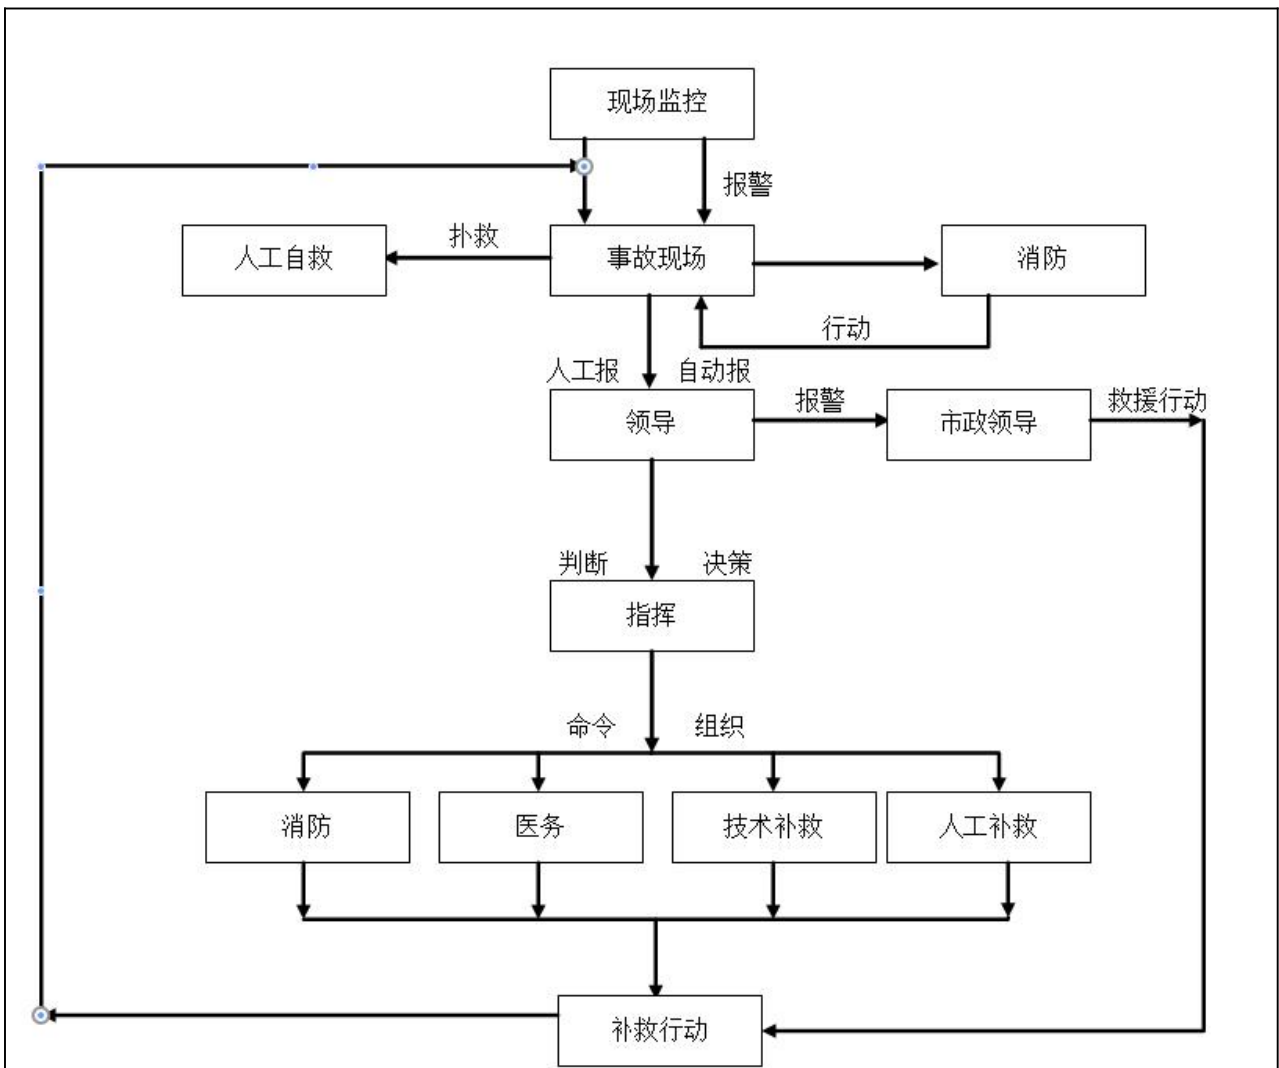 现场监控
报警
人工自救
扑救
事故现场
消防
行动
人工报
自动报
领导
报警
市政领导
救援行动
判断
决策
指挥
命令
组织
消防
医务
技术补救
人工补救
补救行动